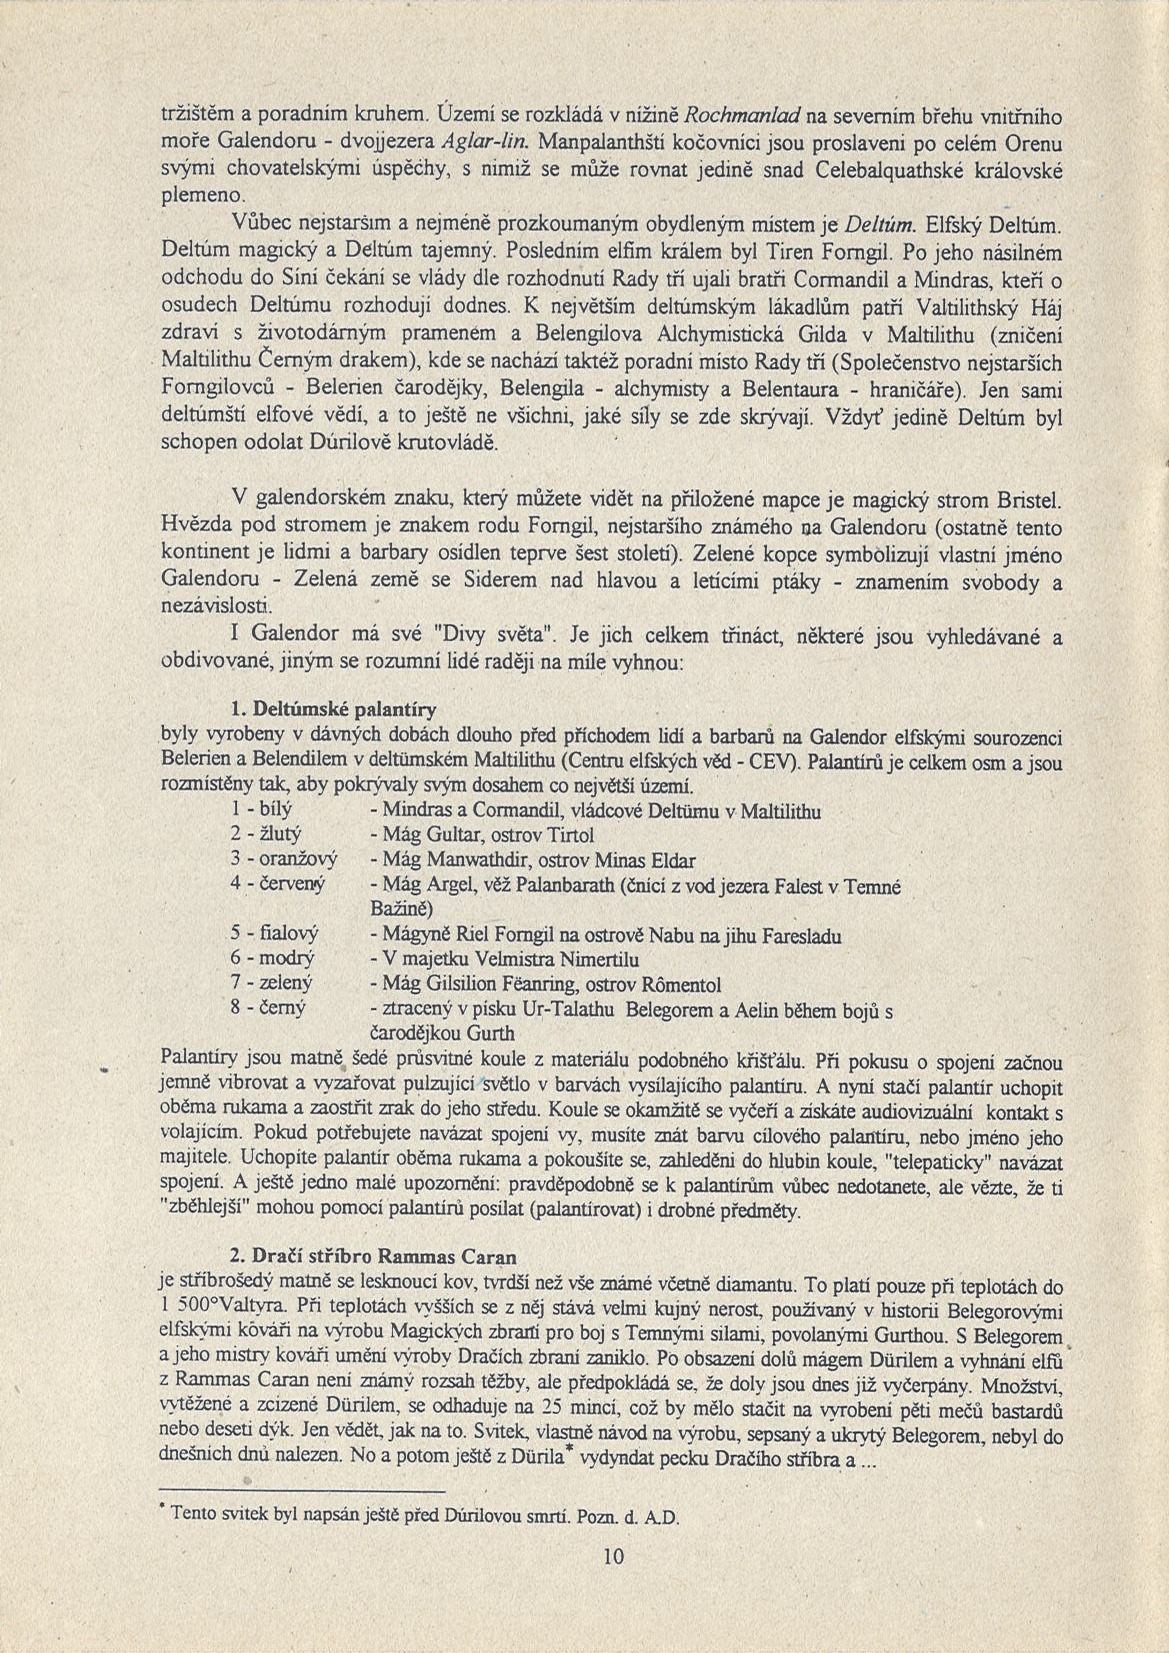 tržištěm a poradním kruhem. Území se rozkládá v nížině Rochmanlad na severním břehu vnitřního
moře Galendoru - dvojjezera Aglar-lin. Manpalanthští kočovníci jsou proslaveni po celém Orenu
svými chovatelskými úspěchy, s nimiž se může rovnat jedině snad Celebalquathské královské
plemeno.
Vůbec nejstarším a nejméně prozkoumaným obydleným místem je Deltúm. Elfský Deltúm.
Deltúm magický a Deltúm tajemný. Posledním elfím králem byl Tiren Forngil. Po jeho násilném
odchodu do Síní čekání se vlády dle rozhodnutí Rady tří ujali bratři Cormandil a Mindras, kteří o
osudech Deltúmu rozhodují dodnes. K největším deltúmským lákadlům patří Valtilithský Háj
zdraví s životodárným pramenem a Belengilova Alchymistická Gilda v Maltilithu (zničení
Maltilithu Černým drakem), kde se nachází taktéž poradní místo Rady tří (Společenstvo nejstarších
Forngilovců - Belerien čarodějky, Belengila - alchymisty a Belentaura - hraničáře). Jen sami
deltúmští elfové vědí, a to ještě ne všichni, jaké síly se zde skrývají. Vždyť jedině Deltúm byl
schopen odolat Dúrilově krutovládě.
V galendorském znaku, který můžete vidět na přiložené mapce je magický strom Bristel.
Hvězda pod stromem je znakem rodu Forngil, nejstaršího známého na Galendoru (ostatně tento
kontinent je lidmi a barbary osídlen teprve šest století). Zelené kopce symbolizují vlastní jméno
Galendoru - Zelená země se Siderem nad hlavou a letícími ptáky - znamením svobody a
nezávislosti.
I Galendor má své "Divy světa". Je jich celkem třináct, některé jsou vyhledávané a
obdivované, jiným se rozumní lidé raději na míle vyhnou:
1. Deltúmské palantíry
byly vyrobeny v dávných dobách dlouho před příchodem lidí a barbarů na Galendor elfskými sourozenci
Belerien a Belendilem v deltúmském Maltilithu (Centru elfských věd - CEV). Palantírů je celkem osm a jsou
rozmístěny tak, aby pokrývaly svým dosahem co největší území.
1 - bílý - Mindras a Cormandil, vládcové Deltúmu v Maltilithu
2 - žlutý - Mág Gultar, ostrov Tirtol
3 - oranžový - Mág Manwathdir, ostrov Minas Eldar
4 - červený - Mág Argel, věž Palanbarath (čnící z vod jezera Falest v Temné
Bažině)
5 - fialový - Mágyně Riel Forngil na ostrově Nabu na jihu Faresladu
6 - modrý - V majetku Velmistra Nimertilu
7 - zelený - Mág Gilsilion Fëanring, ostrov Rômentol
8 - černý - ztracený v písku Ur-Talathu Belegorem a Aelin během bojů s
čarodějkou Gurth
Palantíry jsou matně šedé průsvitné koule z materiálu podobného křišťálu. Při pokusu o spojení začnou
jemně vibrovat a vyzařovat pulzující světlo v barvách vysílajícího palantíru. A nyní stačí palantír uchopit
oběma rukama a zaostřit zrak do jeho středu. Koule se okamžitě se vyčeří a získáte audiovizuální kontakt s
volajícím. Pokud potřebujete navázat spojení vy, musíte znát barvu cílového palantíru, nebo jméno jeho
majitele. Uchopíte palantír oběma rukama a pokoušíte se, zahleděni do hlubin koule, "telepaticky" navázat
spojení. A ještě jedno malé upozornění: pravděpodobně se k palantírům vůbec nedotanete, ale vězte, že ti
"zběhlejší" mohou pomocí palantírů posílat (palantírovat) i drobné předměty.
2. Dračí stříbro Rammas Caran
je stříbrošedý matně se lesknoucí kov, tvrdší než vše známé včetně diamantu. To platí pouze při teplotách do
1 500°Valtyra. Při teplotách vyšších se z něj stává velmi kujný nerost, používaný v historii Belegorovými
elfskými kováři na výrobu Magických zbraní pro boj s Temnými silami, povolanými Gurthou. S Belegorem
a jeho mistry kováři umění výroby Dračích zbraní zaniklo. Po obsazení dolů mágem Dúrilem a vyhnání elfů
z Rammas Caran není známý rozsah těžby, ale předpokládá se, že doly jsou dnes již vyčerpány. Množství,
vytěžené a zcizené Dúrilem, se odhaduje na 25 mincí, což by mělo stačit na vyrobení pěti mečů bastardů
nebo deseti dýk. Jen vědět, jak na to. Svitek, vlastně návod na výrobu, sepsaný a ukrytý Belegorem, nebyl do
dnešních dnů nalezen. No a potom ještě z Dúrila* vydyndat pecku Dračího stříbra a ...
* Tento svitek byl napsán ještě před Dúrilovou smrtí. Pozn. d. A.D.
10